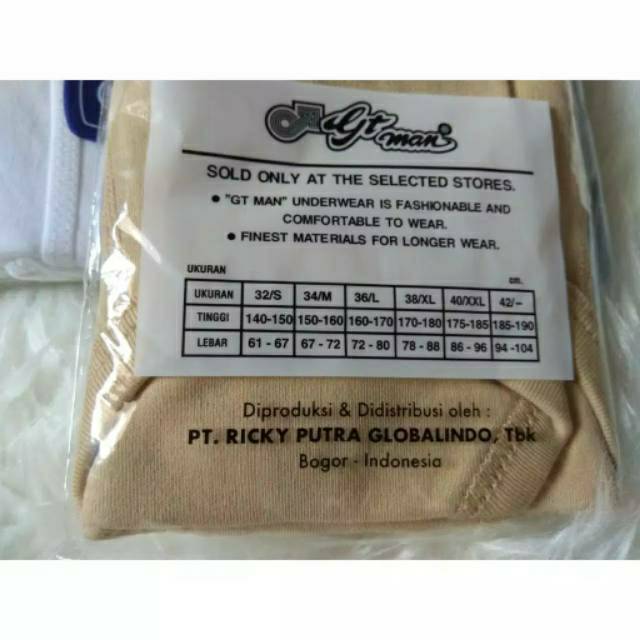 Gt man
SOLD ONLY AT THE SELECTED STORES.
• "GT MAN" UNDERWEAR IS FASHIONABLE AND
COMFORTABLE TO WEAR.
• FINEST MATERIALS FOR LONGER WEAR.
UKURAN cm.
UKURAN 32/S 34/M 36/L 38/XL 40/XXL 42/–
TINGGI 140-150 150-160 160-170 170-180 175-185 185-190
LEBAR 61 - 67 67 - 72 72 - 80 78 - 88 86 - 96 94 -104
Diproduksi & Didistribusi oleh :
PT. RICKY PUTRA GLOBALINDO, Tbk
Bogor - Indonesia